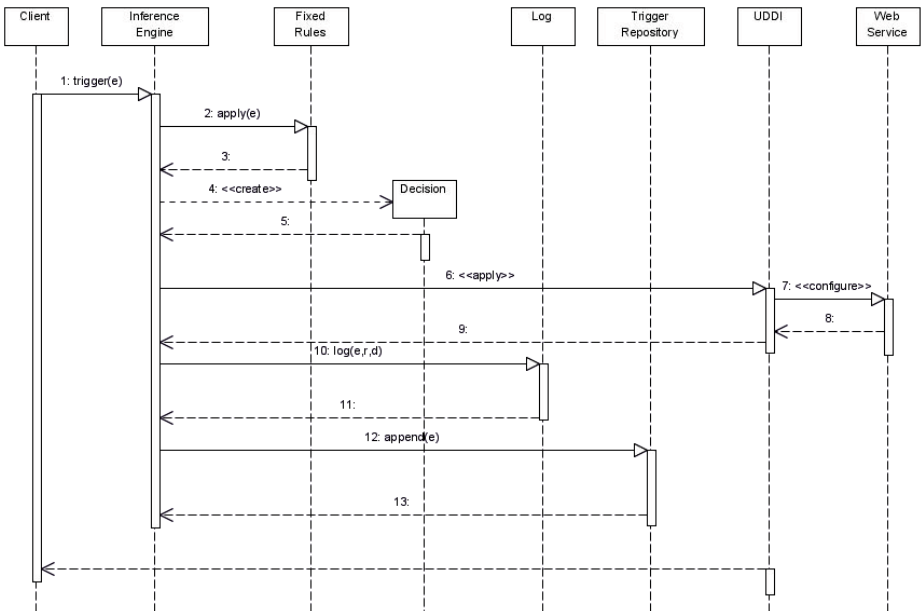 Client
Inference
Engine
Fixed
Rules
Log
Trigger
Repository
UDDI
Web
Service
1: trigger(e)
2: apply(e)
3:
4: <<create>>
Decision
5:
6: <<apply>>
7: <<configure>>
8:
9:
10: log(e,r,d)
11:
12: append(e)
13: